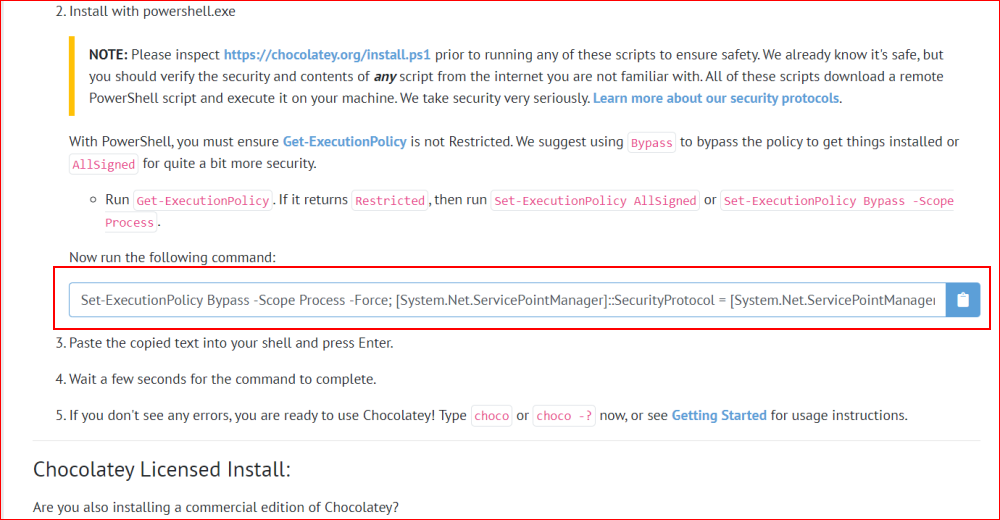 2. Install with powershell.exe
NOTE: Please inspect https://chocolatey.org/install.ps1 prior to running any of these scripts to ensure safety. We already know it's safe, but
you should verify the security and contents of any script from the internet you are not familiar with. All of these scripts download a remote
PowerShell script and execute it on your machine. We take security very seriously. Learn more about our security protocols.
With PowerShell, you must ensure Get-ExecutionPolicy is not Restricted. We suggest using Bypass to bypass the policy to get things installed or
AllSigned for quite a bit more security.
Run Get-ExecutionPolicy. If it returns Restricted, then run Set-ExecutionPolicy AllSigned or Set-ExecutionPolicy Bypass -Scope
Process.
Now run the following command:
Set-ExecutionPolicy Bypass -Scope Process -Force; [System.Net.ServicePointManager]::SecurityProtocol = [System.Net.ServicePointManager
3. Paste the copied text into your shell and press Enter.
4. Wait a few seconds for the command to complete.
5. If you don't see any errors, you are ready to use Chocolatey! Type choco or choco -? now, or see Getting Started for usage instructions.
Chocolatey Licensed Install:
Are you also installing a commercial edition of Chocolatey?